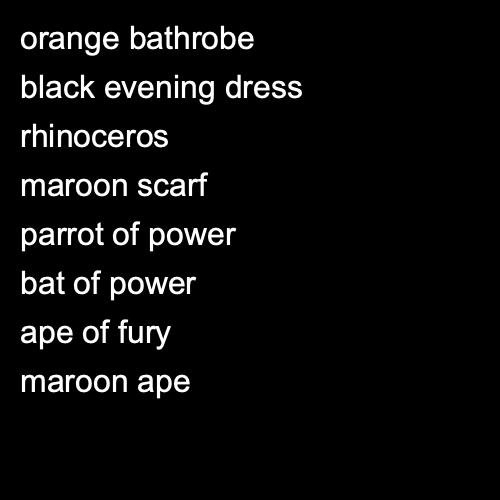 orange bathrobe
black evening dress
rhinoceros
maroon scarf
parrot of power
bat of power
ape of fury
maroon ape